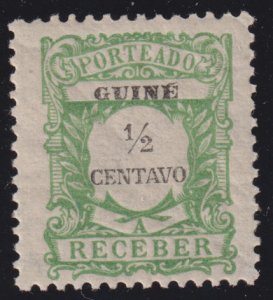 PORTEADO
GUINÉ
½
CENTAVO
A
RECEBER